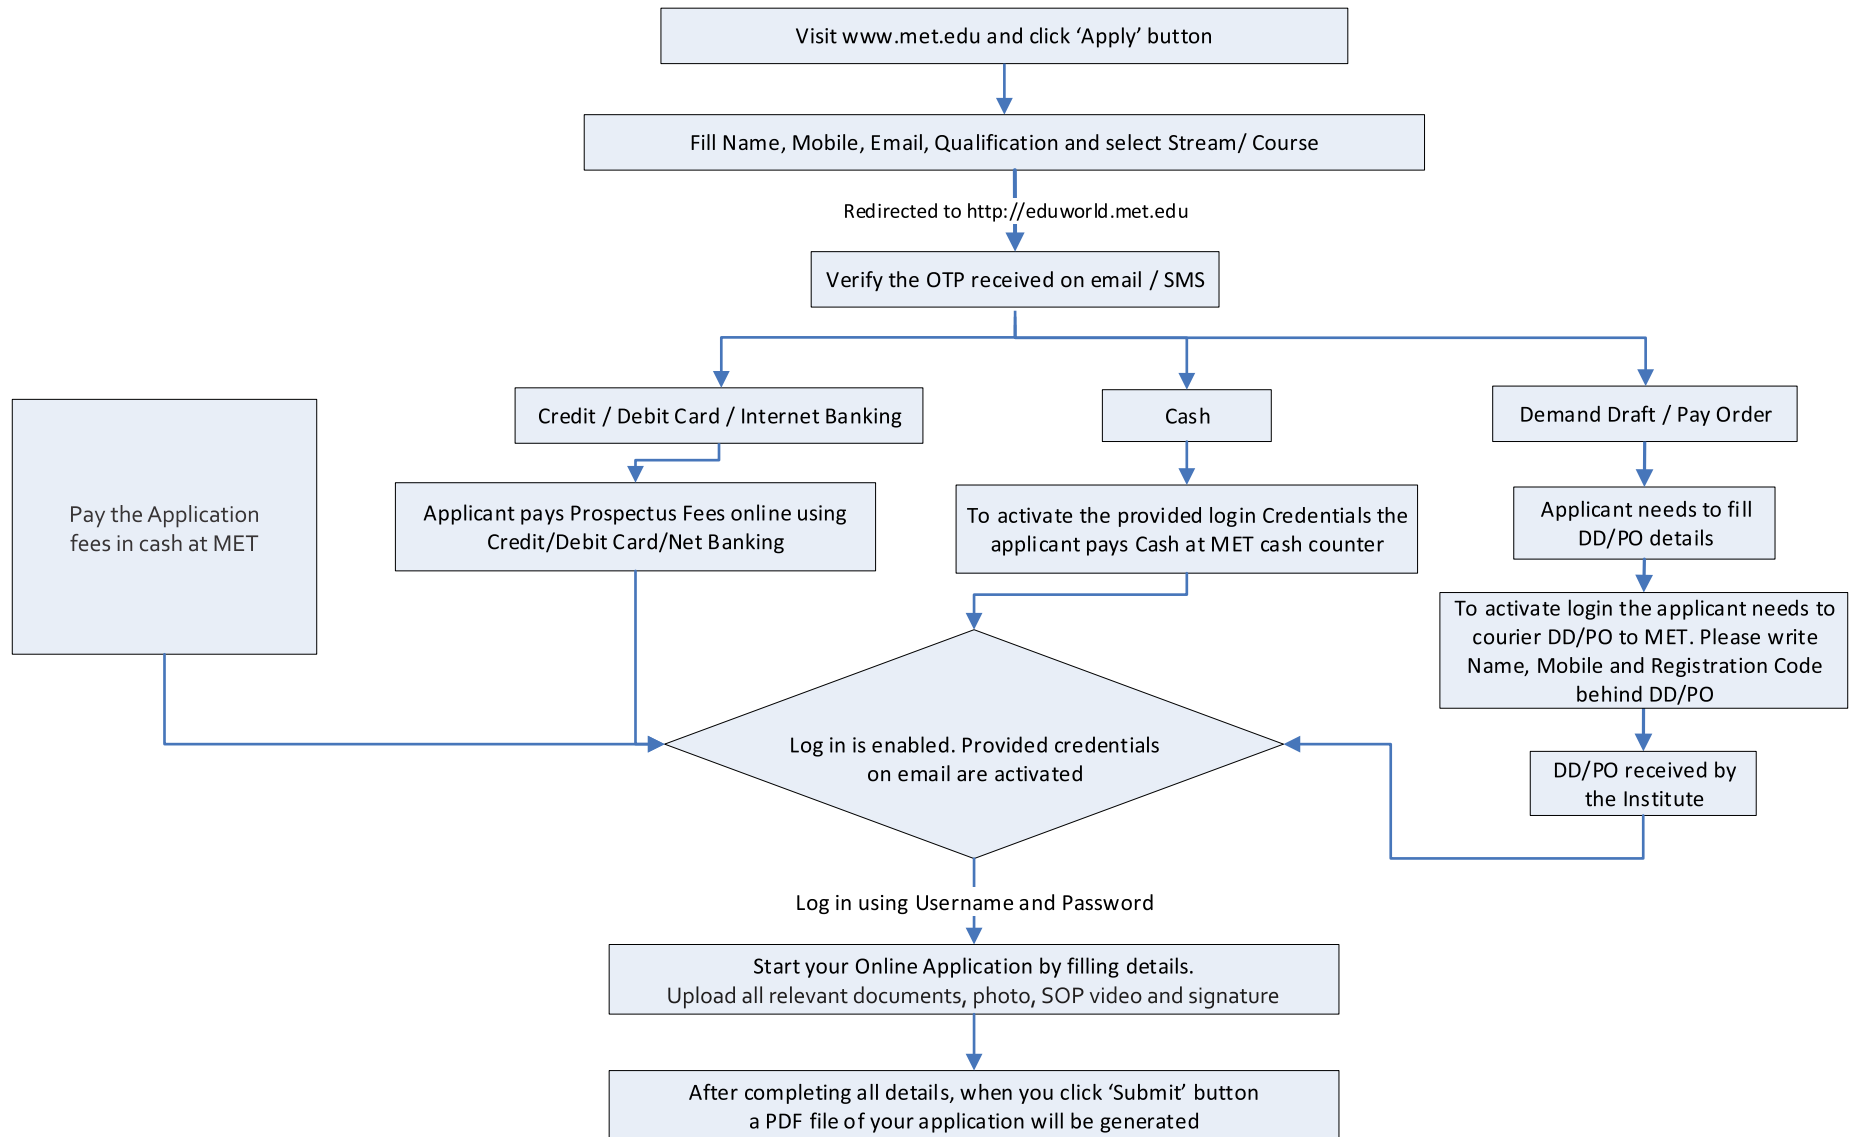 Visit www.met.edu and click ‘Apply’ button
Fill Name, Mobile, Email, Qualification and select Stream/ Course
Redirected to http://eduworld.met.edu
Verify the OTP received on email / SMS
Credit / Debit Card / Internet Banking
Cash
Demand Draft / Pay Order
Pay the Application
fees in cash at MET
Applicant pays Prospectus Fees online using
Credit/Debit Card/Net Banking
To activate the provided login Credentials the
applicant pays Cash at MET cash counter
Applicant needs to fill
DD/PO details
To activate login the applicant needs to
courier DD/PO to MET. Please write
Name, Mobile and Registration Code
behind DD/PO
Log in is enabled. Provided credentials
on email are activated
DD/PO received by
the Institute
Log in using Username and Password
Start your Online Application by filling details.
Upload all relevant documents, photo, SOP video and signature
After completing all details, when you click ‘Submit’ button
a PDF file of your application will be generated